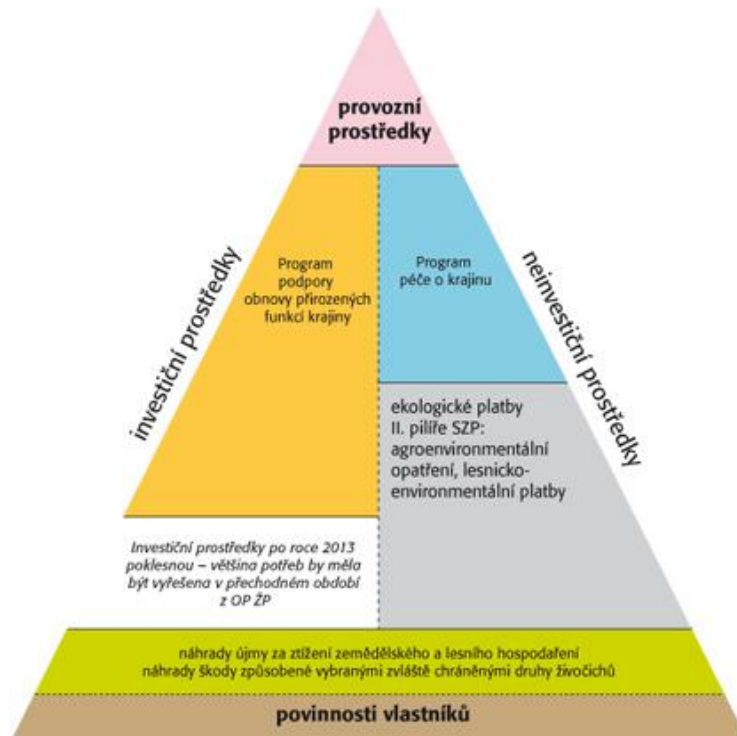 provozní
prostředky
investiční prostředky
neinvestiční prostředky
Program
podpory
obnovy přirozených
funkcí krajiny
Program
péče o krajinu
ekologické platby
II. pilíře SZP:
agroenvironmentální
opatření, lesnicko-
environmentální platby
Investiční prostředky po roce 2013
poklesnou – většina potřeb by měla
být vyřešena v přechodném období
z OP ŽP
náhrady újmy za ztížení zemědělského a lesního hospodaření
náhrady škody způsobené vybranými zvláště chráněnými druhy živočichů
povinnosti vlastníků